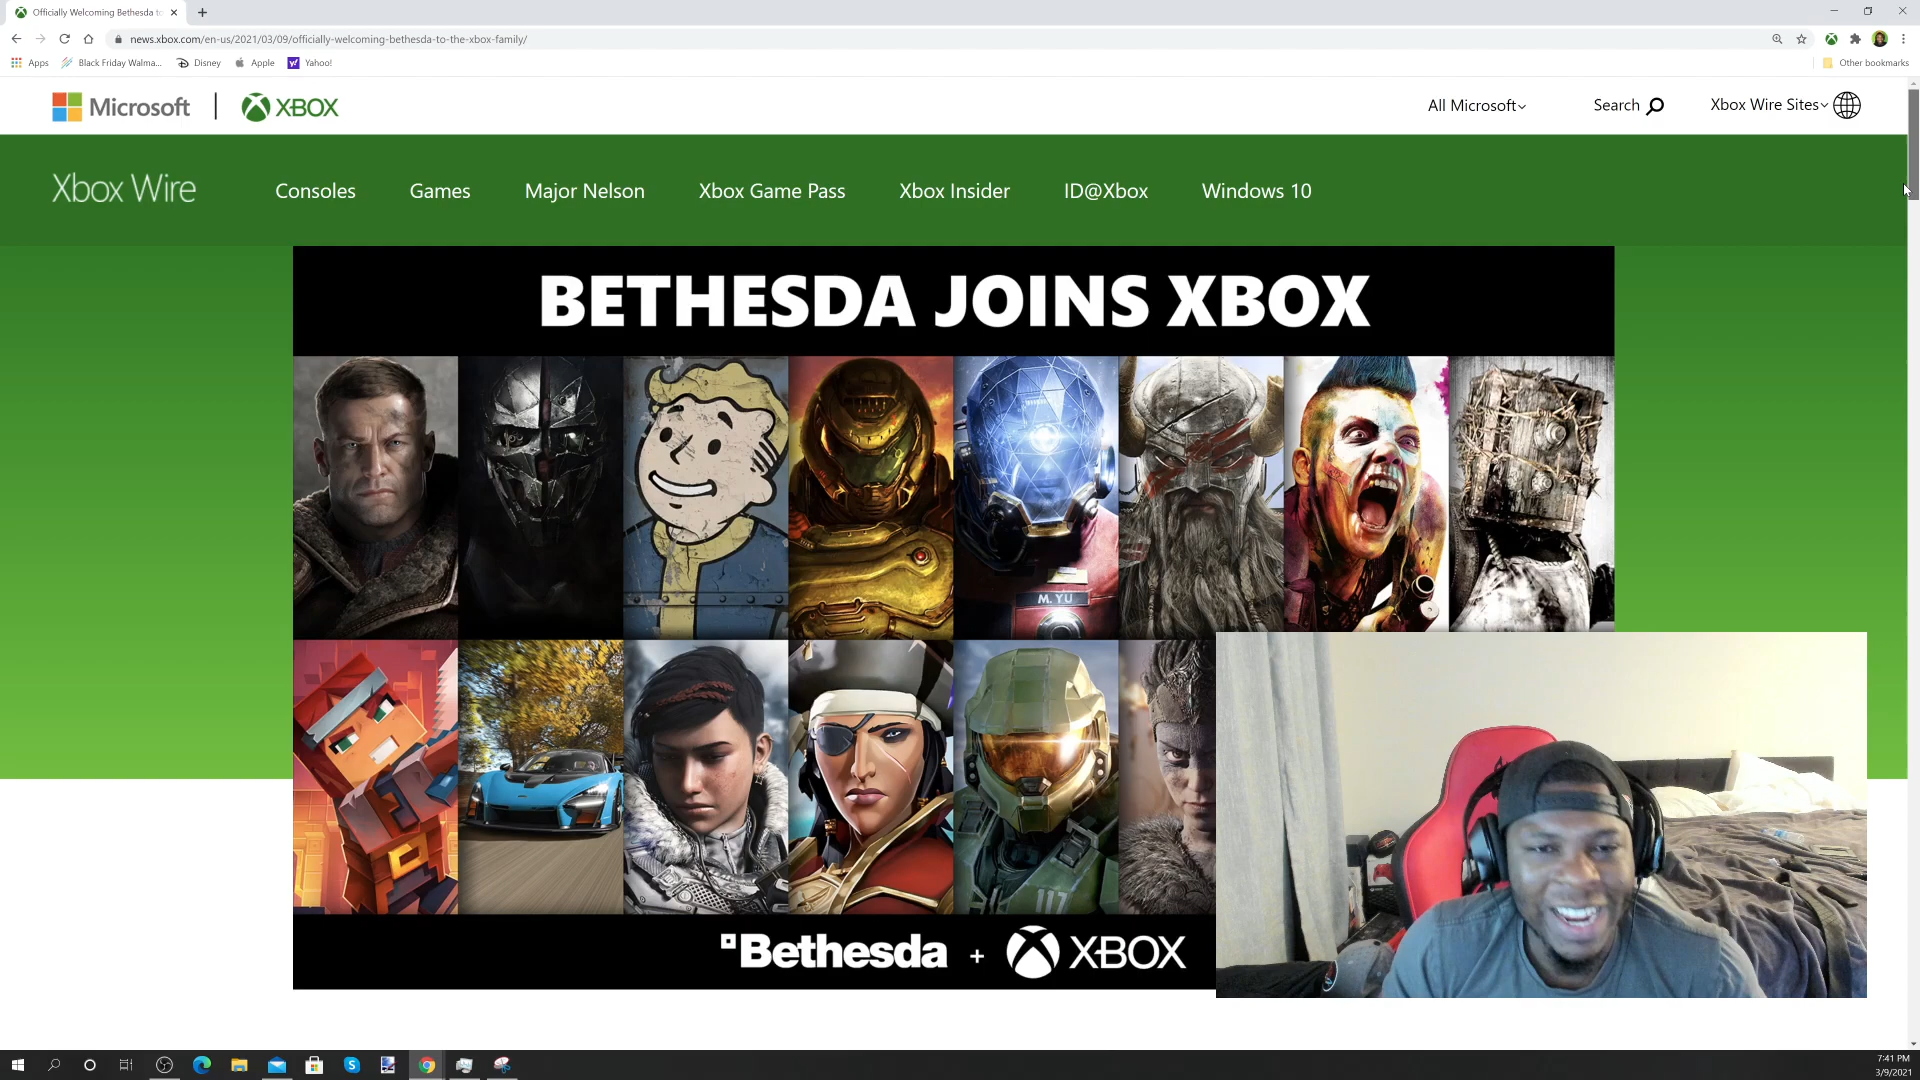 Officially Welcoming Bethesda to
news.xbox.com/en-us/2021/03/09/officially-welcoming-bethesda-to-the-xbox-family/
Apps
Black Friday Walma...
Disney
Apple
Yahoo!
Other bookmarks
Microsoft
XBOX
All Microsoft
Search
Xbox Wire Sites
Xbox Wire
Consoles
Games
Major Nelson
Xbox Game Pass
Xbox Insider
ID@Xbox
Windows 10
BETHESDA JOINS XBOX
M. YU
117
Bethesda + XBOX
7:41 PM
3/9/2021